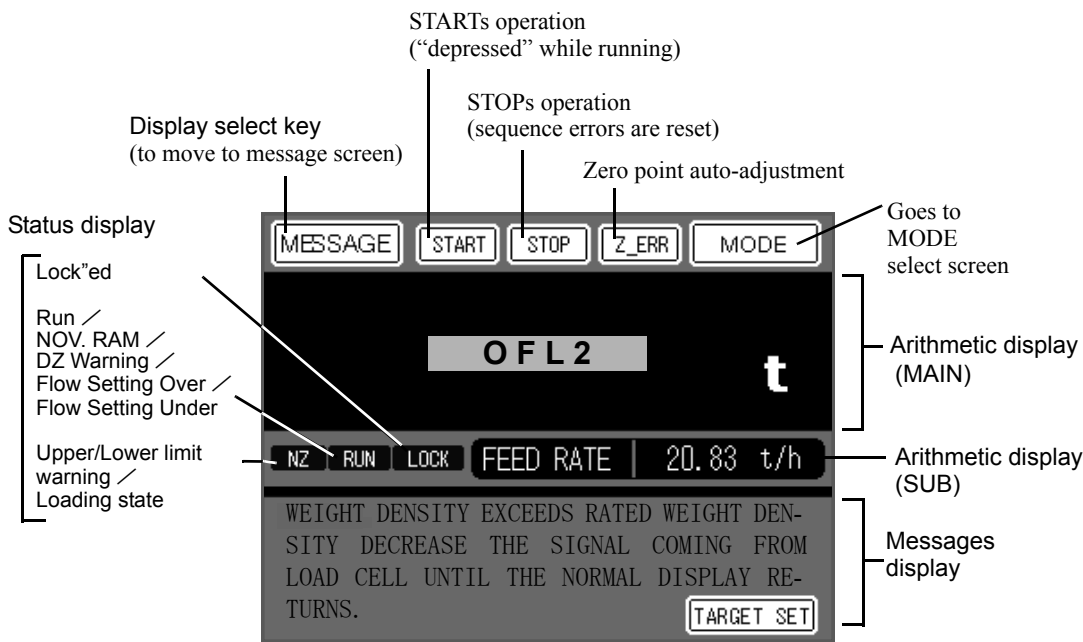 STARTs operation
(“depressed” while running)
STOPs operation
(sequence errors are reset)
Display select key
(to move to message screen)
Zero point auto-adjustment
Goes to
MODE
select screen
Status display
Lock”ed
Run ／
NOV. RAM ／
DZ Warning ／
Flow Setting Over ／
Flow Setting Under
Upper/Lower limit
warning ／
Loading state
MESSAGE START STOP Z_ERR MODE
OFL2
t
Arithmetic display
(MAIN)
NZ RUN LOCK FEED RATE 20.83 t/h
Arithmetic display
(SUB)
WEIGHT DENSITY EXCEEDS RATED WEIGHT DEN-
SITY DECREASE THE SIGNAL COMING FROM
LOAD CELL UNTIL THE NORMAL DISPLAY RE-
TURNS.
TARGET SET
Messages
display